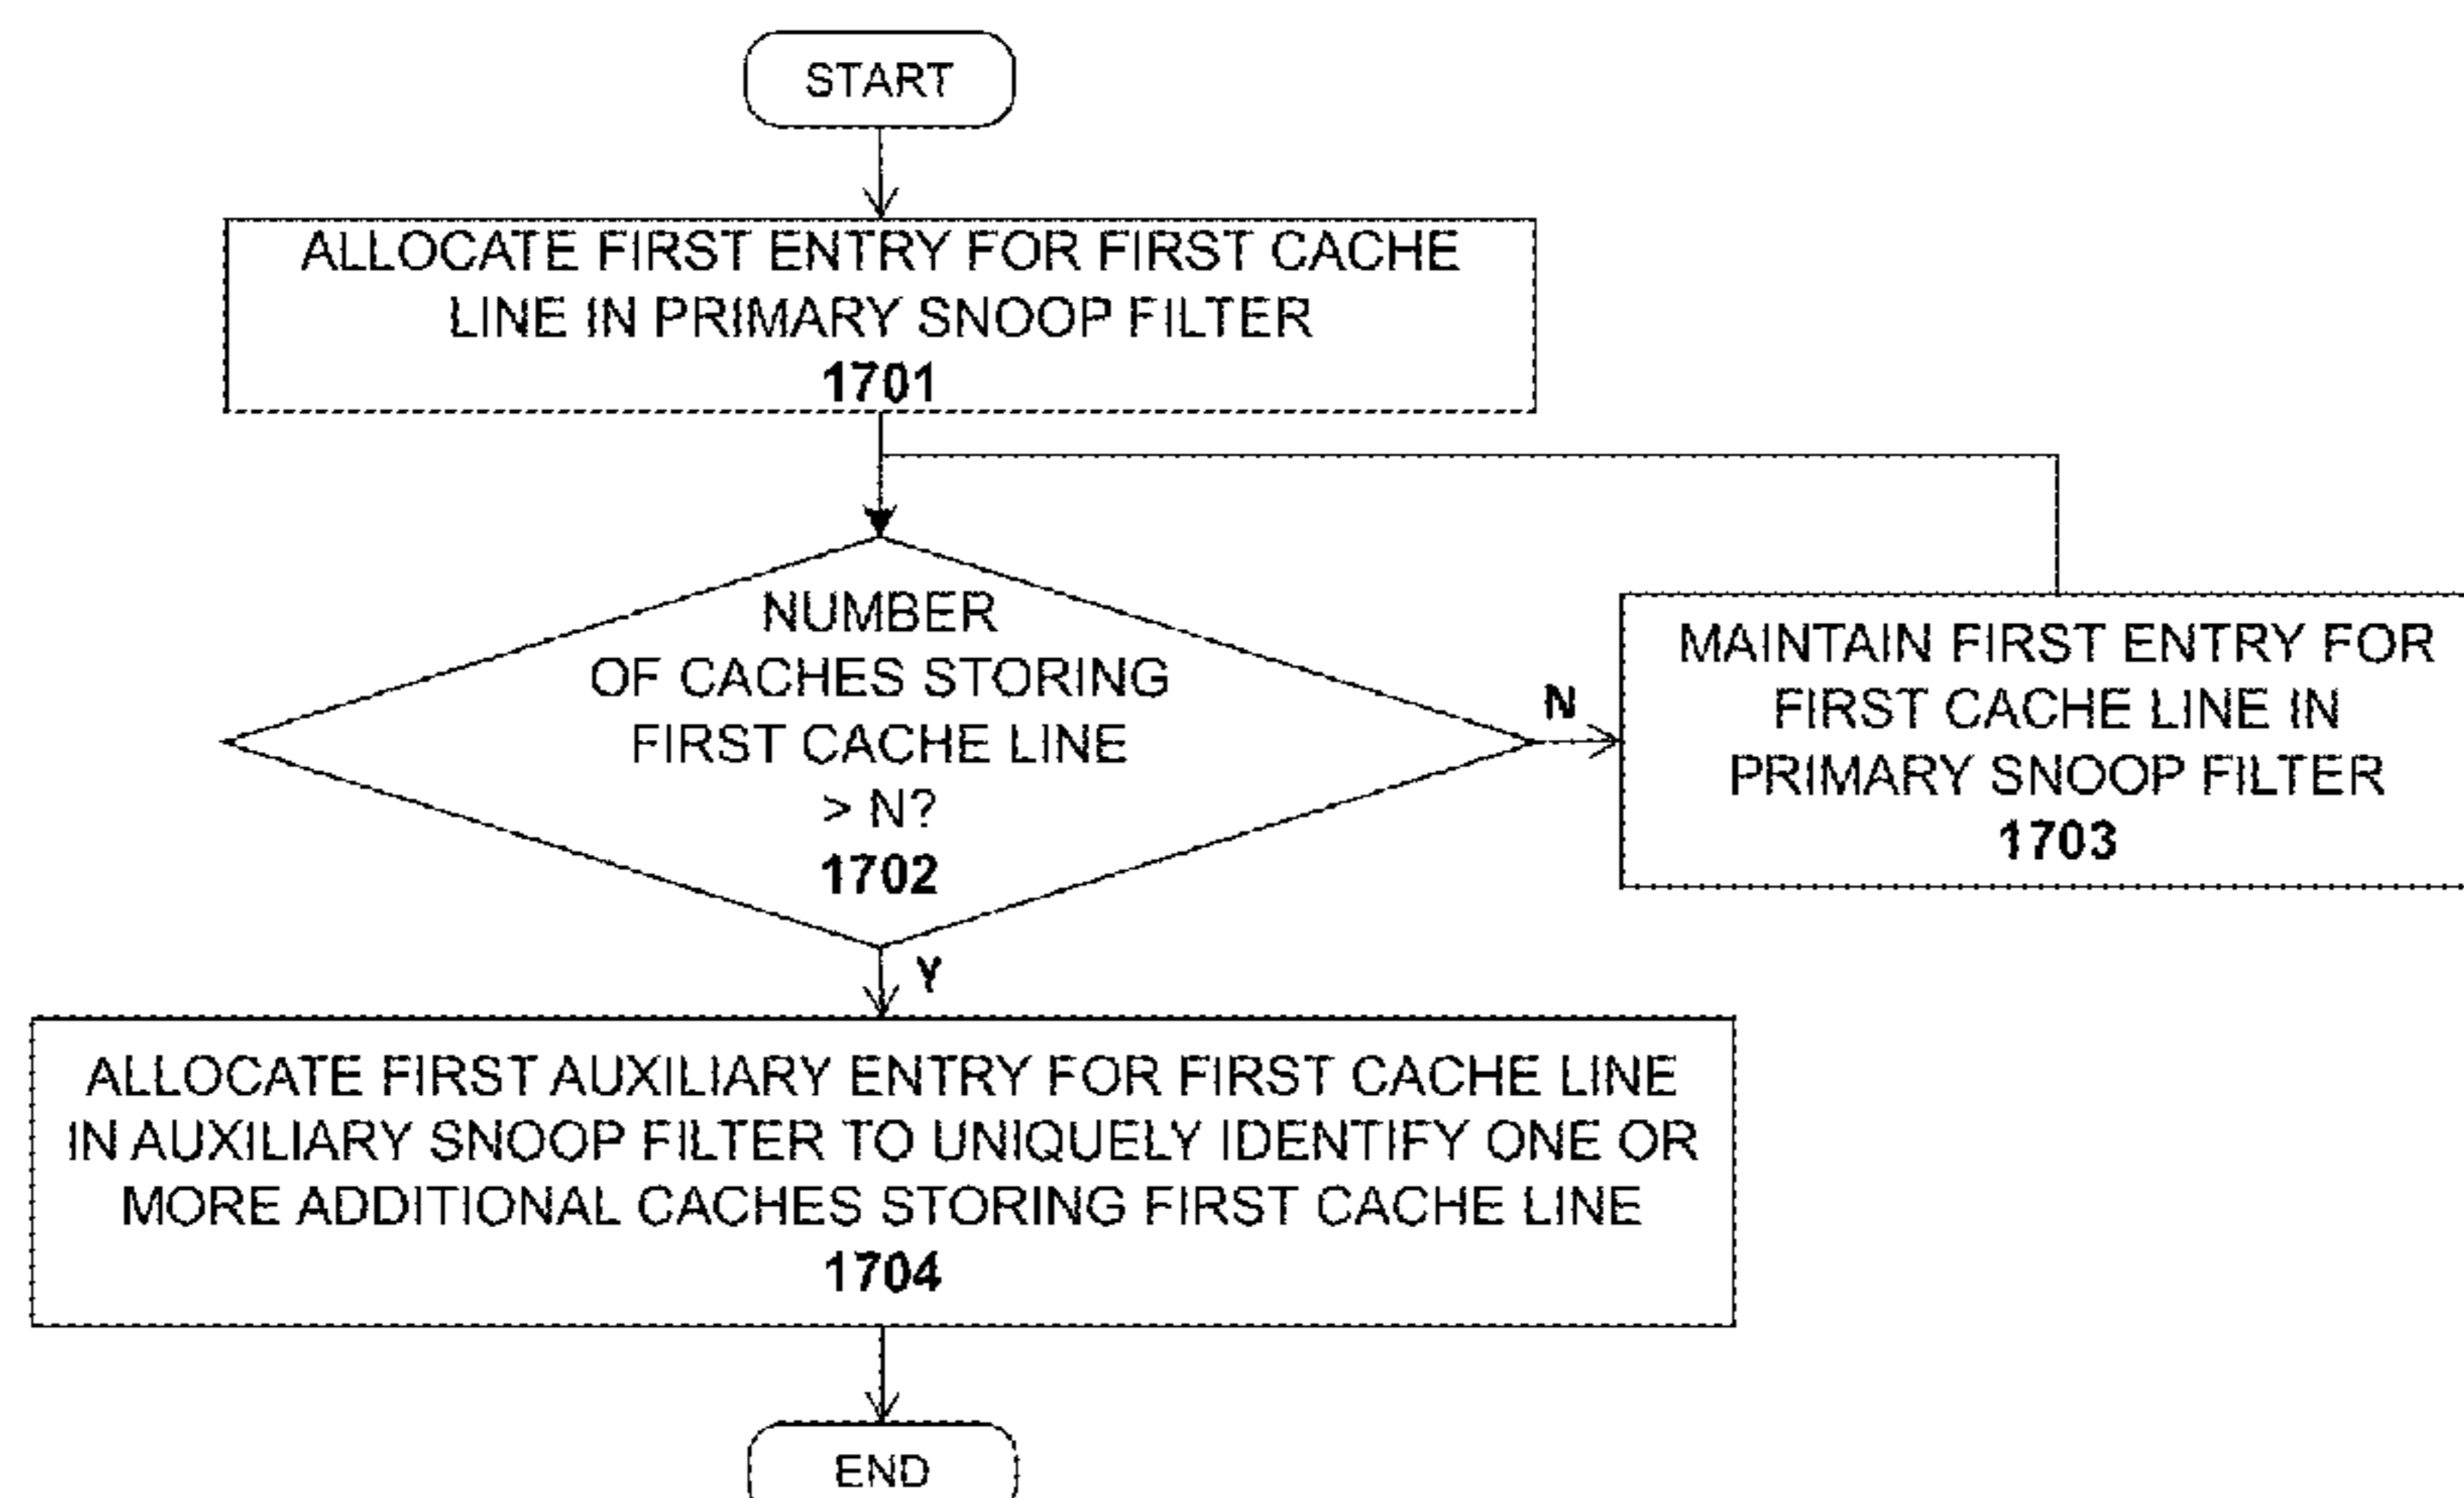 START
ALLOCATE FIRST ENTRY FOR FIRST CACHE
LINE IN PRIMARY SNOOP FILTER
1701
NUMBER
OF CACHES STORING
FIRST CACHE LINE
> N?
1702
N
MAINTAIN FIRST ENTRY FOR
FIRST CACHE LINE IN
PRIMARY SNOOP FILTER
1703
Y
ALLOCATE FIRST AUXILIARY ENTRY FOR FIRST CACHE LINE
IN AUXILIARY SNOOP FILTER TO UNIQUELY IDENTIFY ONE OR
MORE ADDITIONAL CACHES STORING FIRST CACHE LINE
1704
END